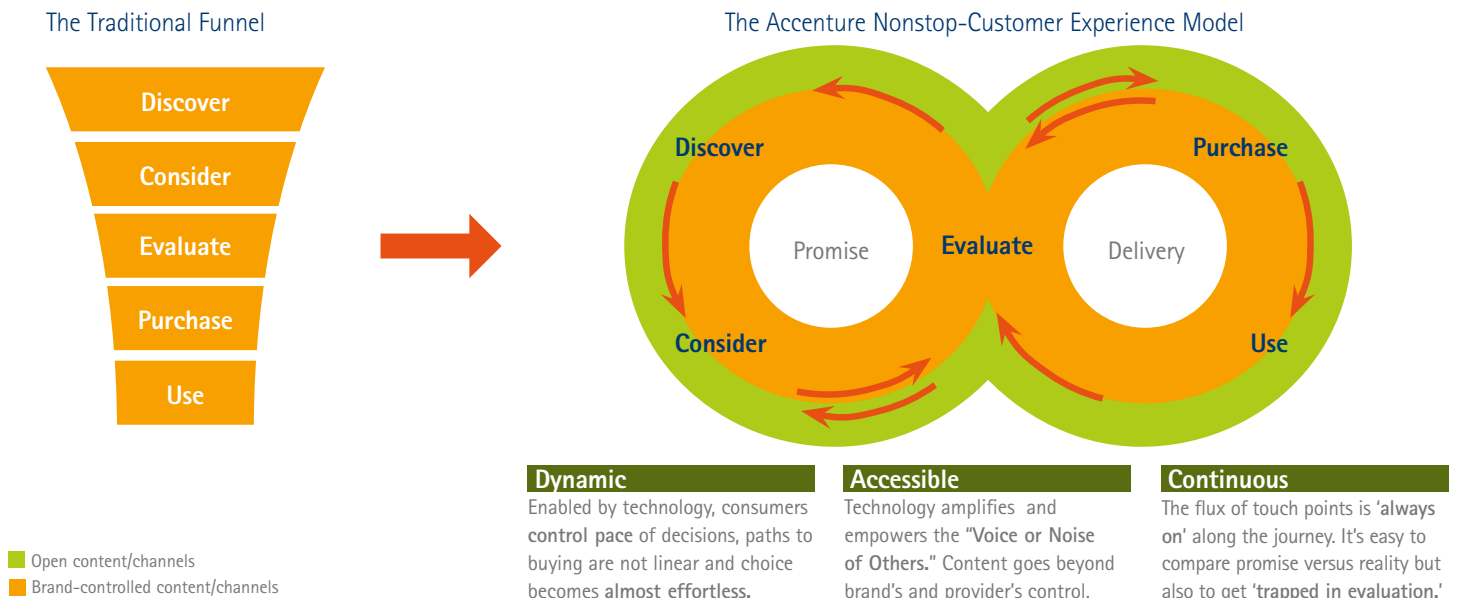 The Traditional Funnel
Discover
Consider
Evaluate
Purchase
Use
The Accenture Nonstop-Customer Experience Model
Discover
Consider
Promise
Evaluate
Delivery
Purchase
Use
Dynamic
Enabled by technology, consumers
control pace of decisions, paths to
buying are not linear and choice
becomes almost effortless.
Accessible
Technology amplifies and
empowers the "Voice or Noise
of Others." Content goes beyond
brand's and provider's control.
Continuous
The flux of touch points is 'always
on' along the journey. It's easy to
compare promise versus reality but
also to get 'trapped in evaluation.'
Open content/channels
Brand-controlled content/channels